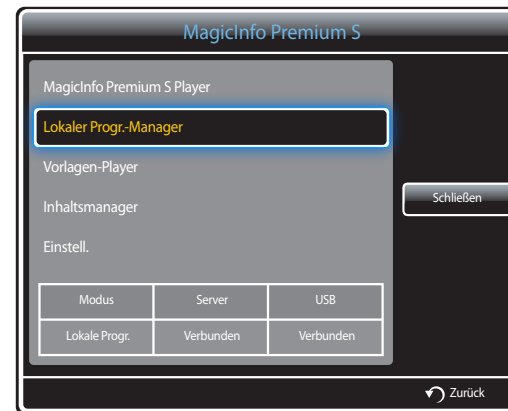 MagicInfo Premium S
MagicInfo Premium S Player
Lokaler Progr.-Manager
Vorlagen-Player
Inhaltsmanager
Einstell.
Schließen
Modus Server USB
Lokale Progr. Verbunden Verbunden
Zurück